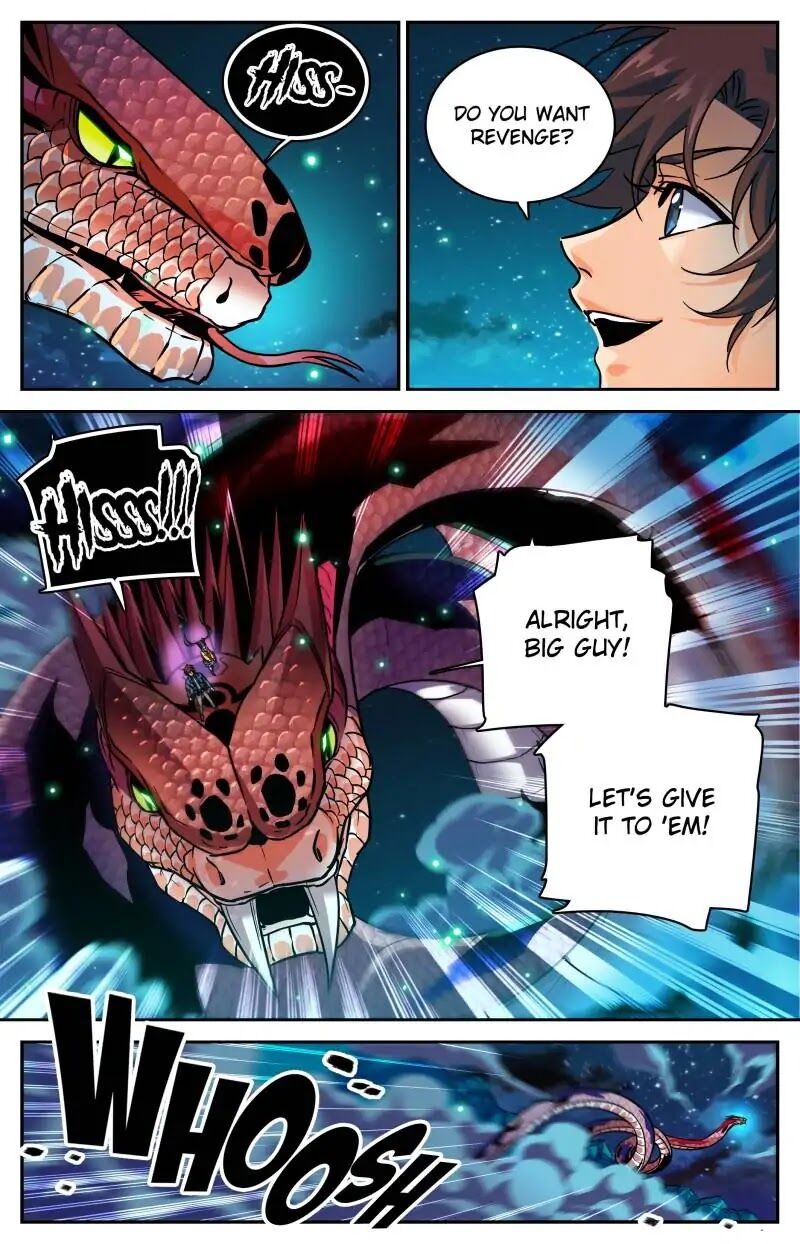 HISS-
DO YOU WANT
REVENGE?
HISSS!!!
ALRIGHT,
BIG GUY!
LET'S GIVE
IT TO 'EM!
WHOOSH